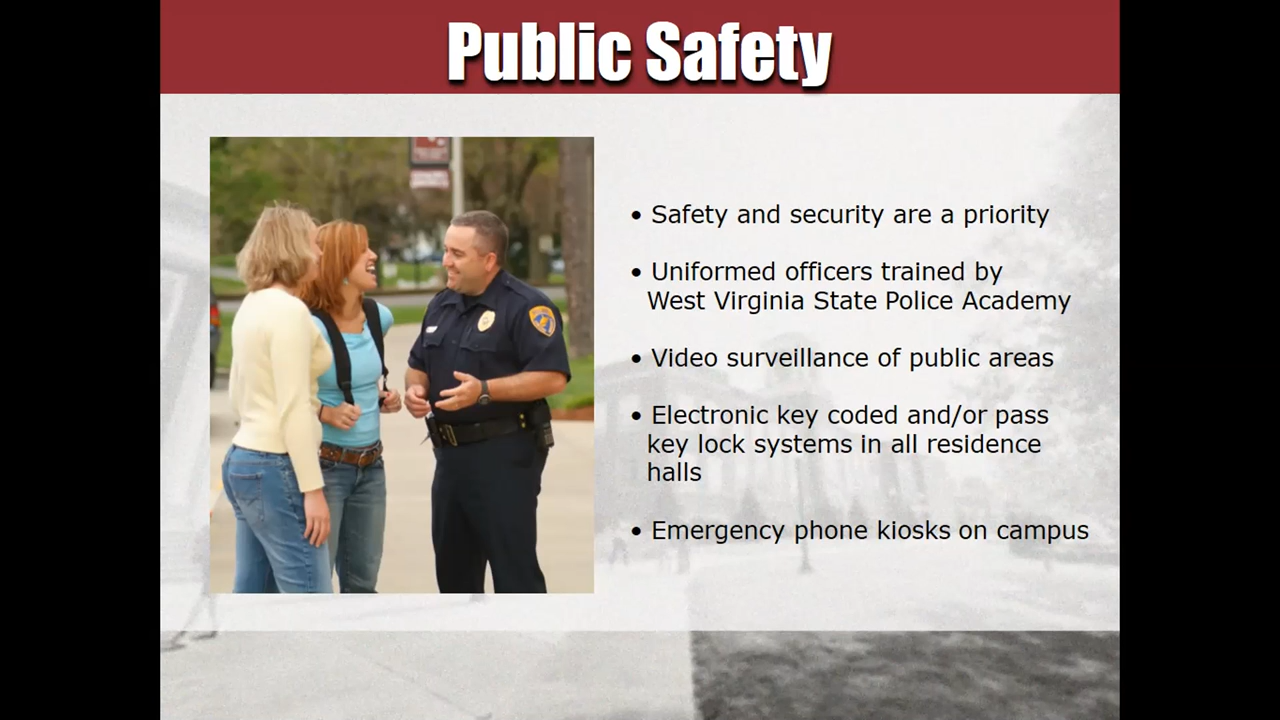 Public Safety
• Safety and security are a priority
• Uniformed officers trained by
West Virginia State Police Academy
• Video surveillance of public areas
• Electronic key coded and/or pass
key lock systems in all residence
halls
• Emergency phone kiosks on campus